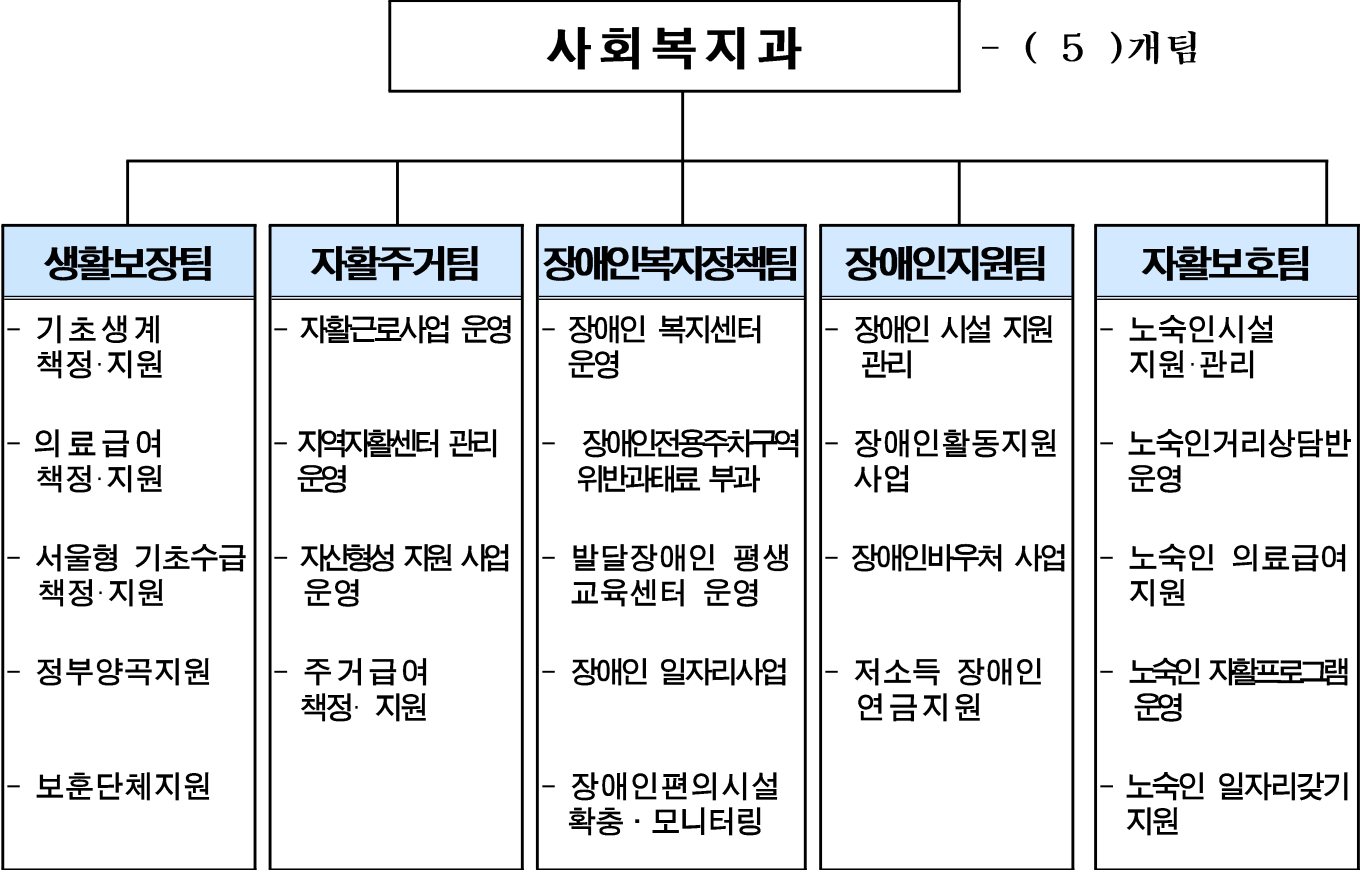 사회복지과
- ( 5 )개팀
생활보장팀
- 기초생계
책정·지원
- 의료급여
책정·지원
- 서울형 기초수급
책정·지원
- 정부양곡지원
- 보훈단체지원
자활주거팀
- 자활근로사업 운영
- 지역자활센터 관리
운영
- 자산형성 지원 사업
운영
- 주거급여
책정· 지원
장애인복지정책팀
- 장애인 복지센터
운영
- 장애인전용주차구역
위반과태료 부과
- 발달장애인 평생
교육센터 운영
- 장애인 일자리사업
- 장애인편의시설
확충·모니터링
장애인지원팀
- 장애인 시설 지원
관리
- 장애인활동지원
사업
- 장애인바우처 사업
- 저소득 장애인
연금지원
자활보호팀
- 노숙인시설
지원·관리
- 노숙인거리상담반
운영
- 노숙인 의료급여
지원
- 노숙인 자활프로그램
운영
- 노숙인 일자리갖기
지원